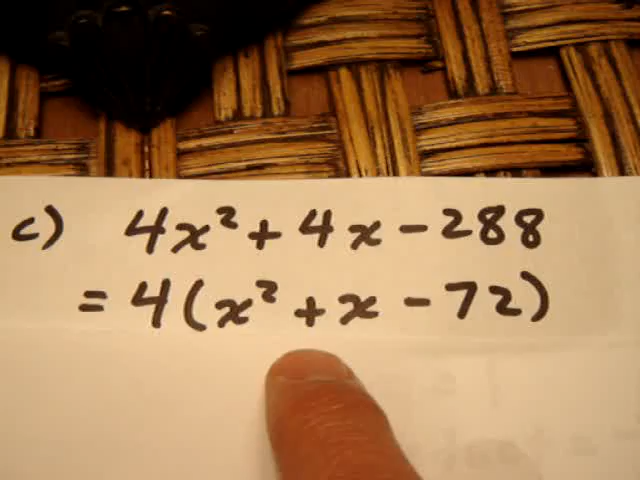 c) 4x² + 4x - 288
= 4(x² + x - 72)